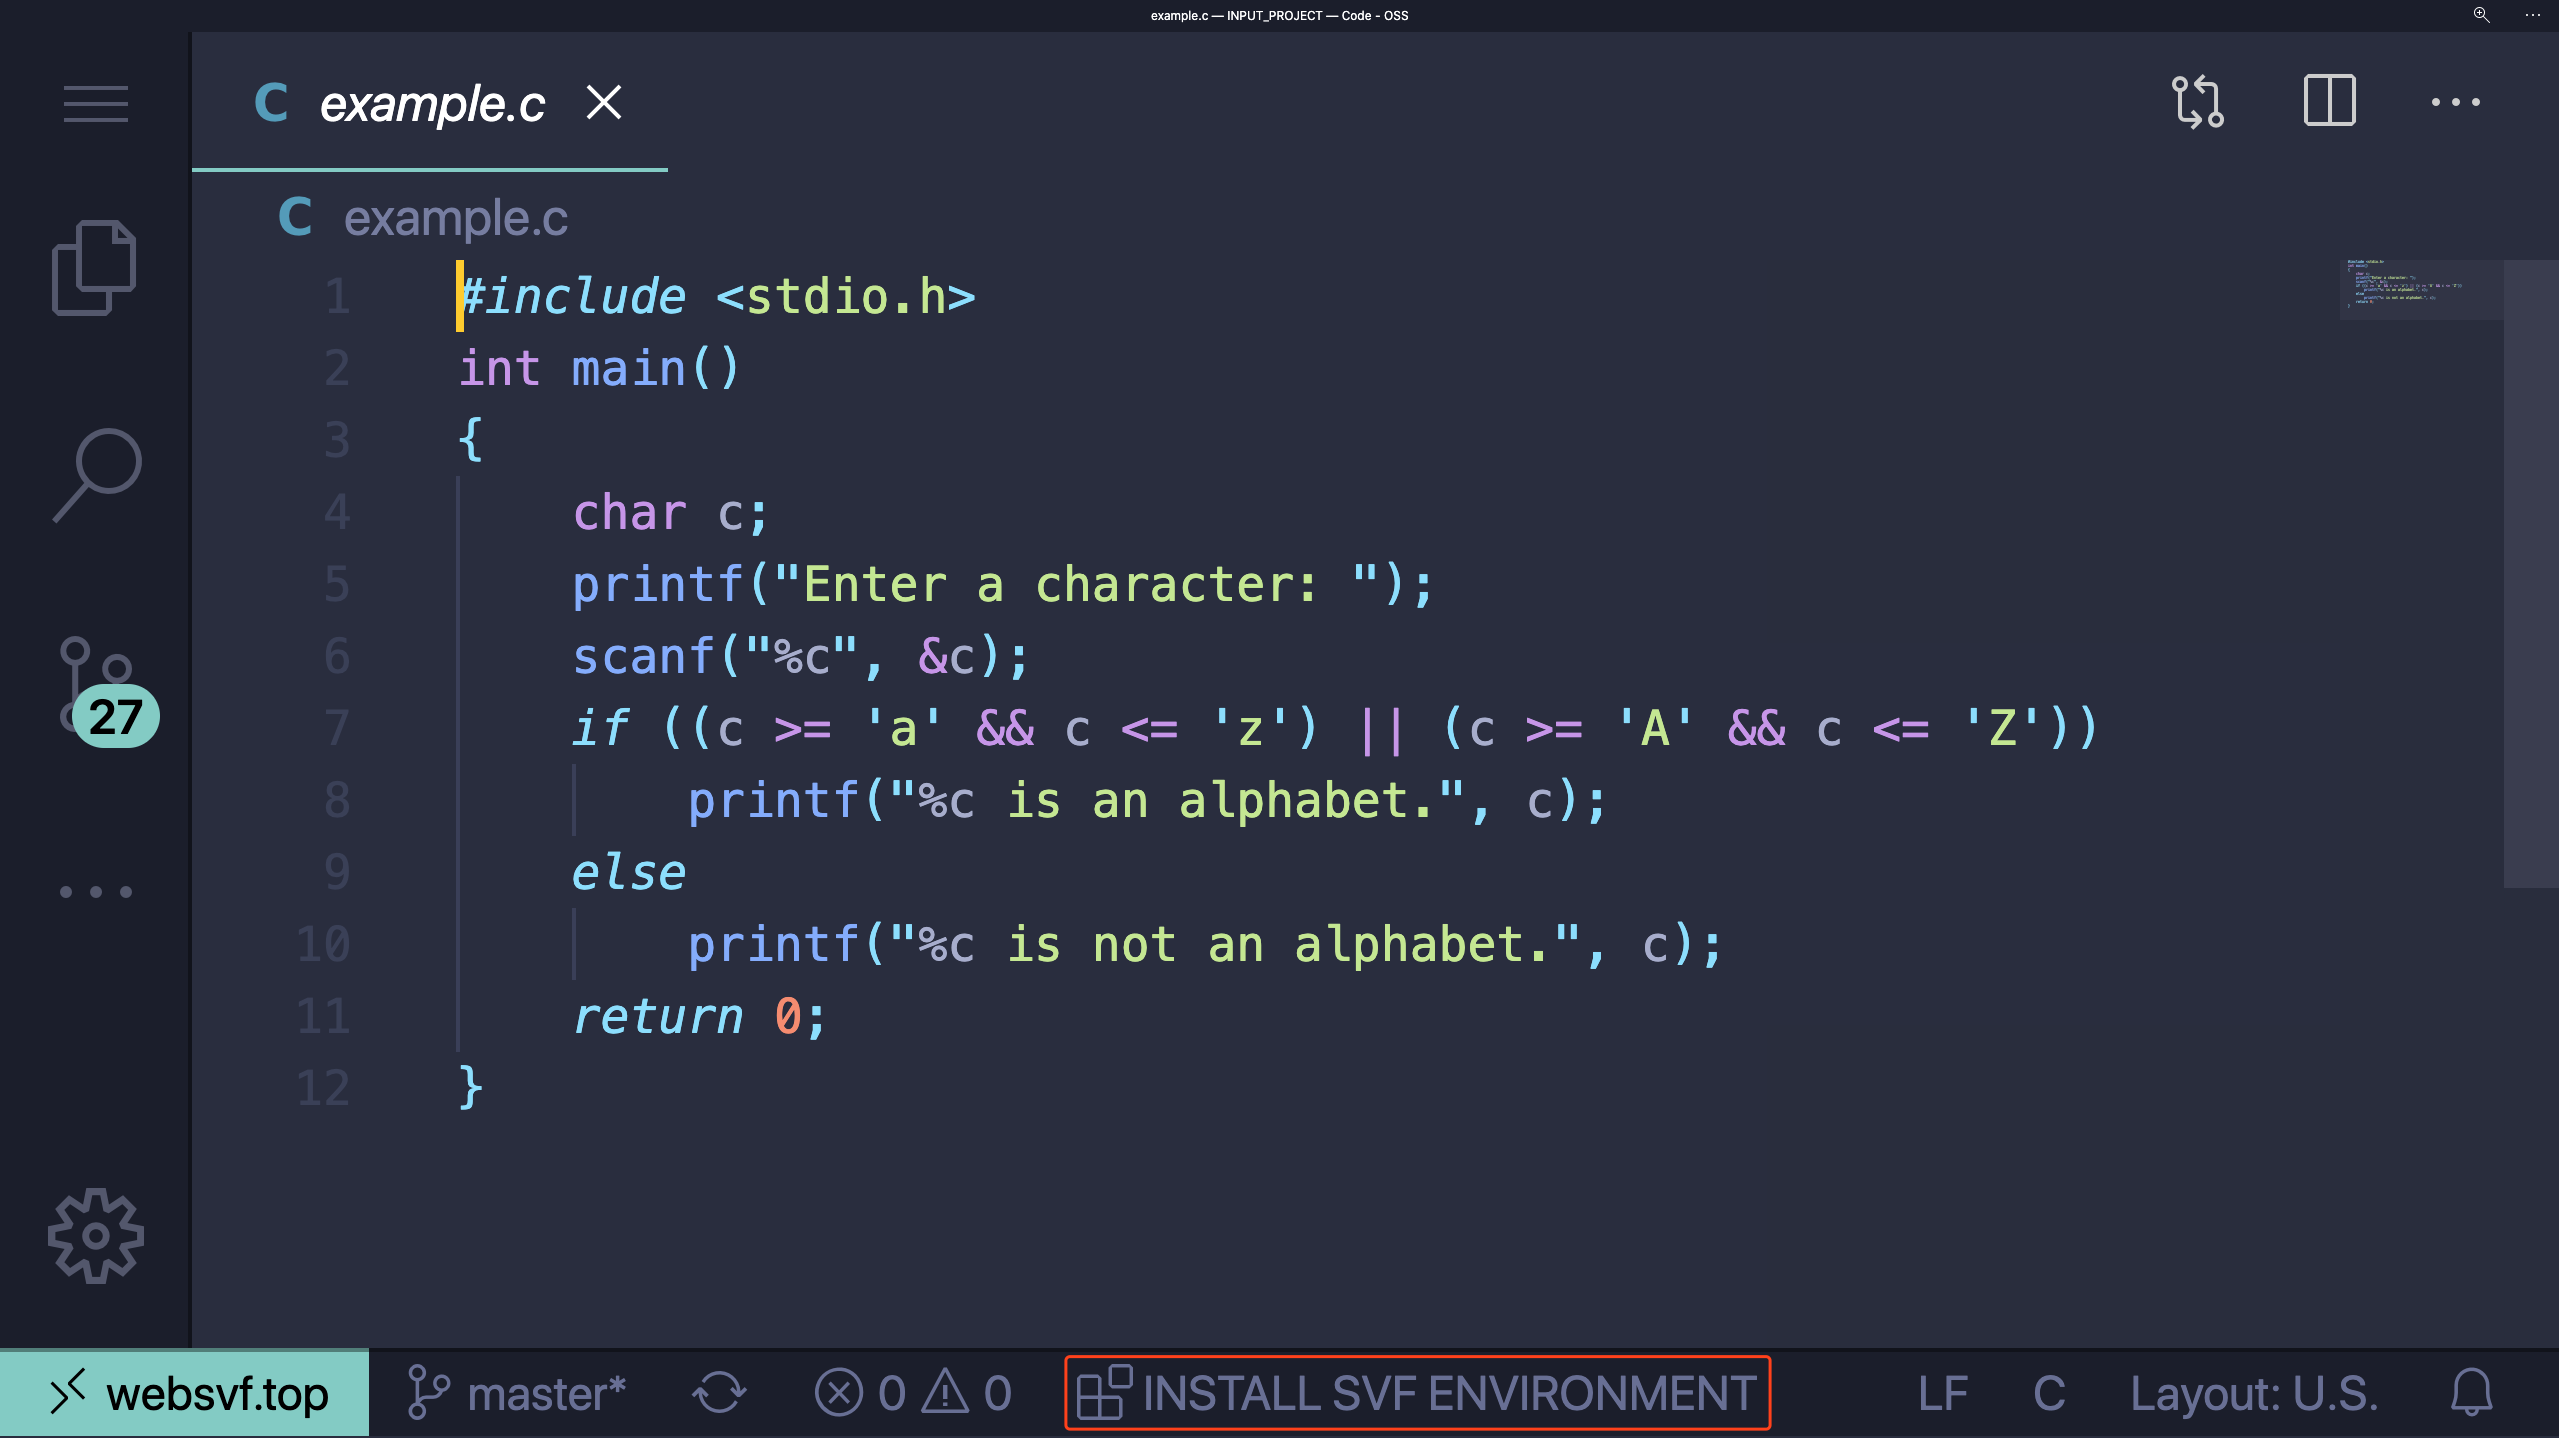 example.c — INPUT_PROJECT — Code - OSS
C example.c
C example.c
1 #include <stdio.h>
2 int main()
3 {
4 char c;
5 printf("Enter a character: ");
6 scanf("%c", &c);
7 if ((c >= 'a' && c <= 'z') || (c >= 'A' && c <= 'Z'))
8 printf("%c is an alphabet.", c);
9 else
10 printf("%c is not an alphabet.", c);
11 return 0;
12 }
27
websvf.top master* 0 0 INSTALL SVF ENVIRONMENT LF C Layout: U.S.